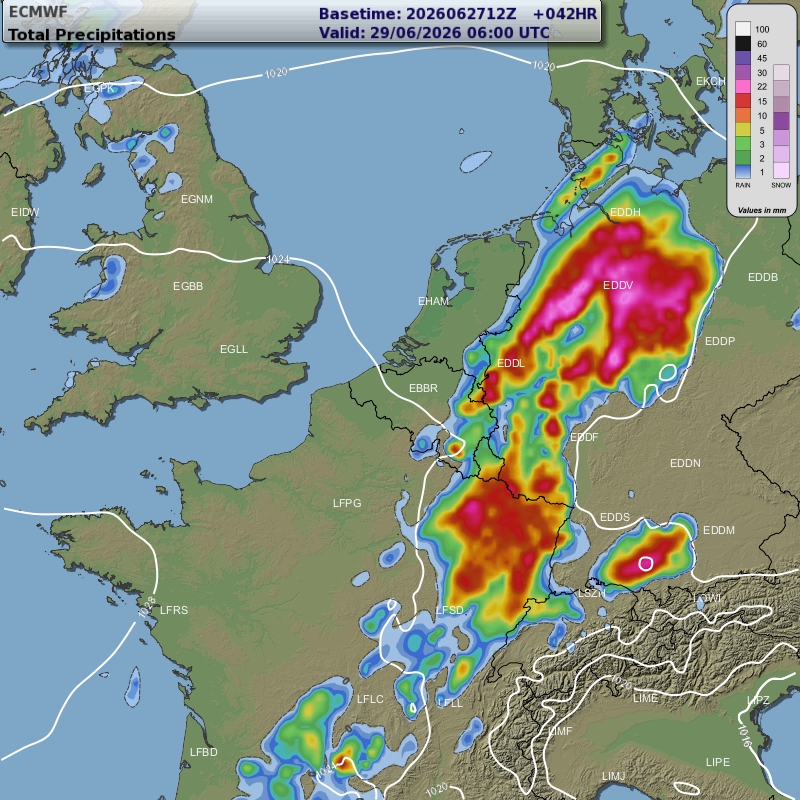 ECMWF
Basetime: 2026062712Z +042HR
Total Precipitations
Valid: 29/06/2026 06:00 UTC
100
60
45
30
22
15
10
5
3
2
1
RAIN SNOW
Values in mm
1020
1020
EGPK
EKCH
EGNM
EIDW
EDDH
1024
EGBB
EHAM
EDDV
EDDB
EGLL
EDDP
EDDL
EBBR
EDDF
EDDN
LFPG
EDDS
EDDM
LSZH
LOWI
1028
LFRS
LFSD
1020
LIME
LIPZ
LFLC
LFLL
LIMF
1016
LFBD
LIPE
1024
LIMJ
1020